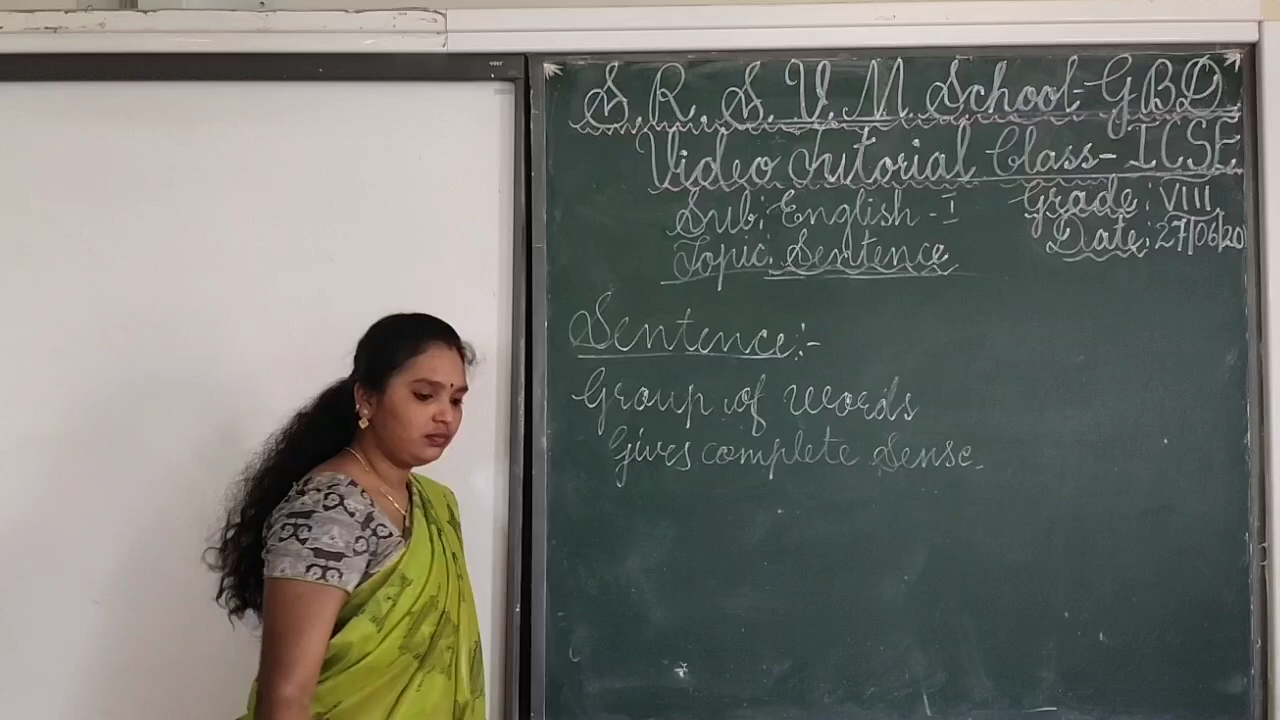 S.R.S.V.M School-GBD
Video Tutorial Class-ICSE
Sub: English-I Grade: VIII
Topic: Sentence Date: 27/06/20
Sentence:-
Group of words
Gives complete sense.